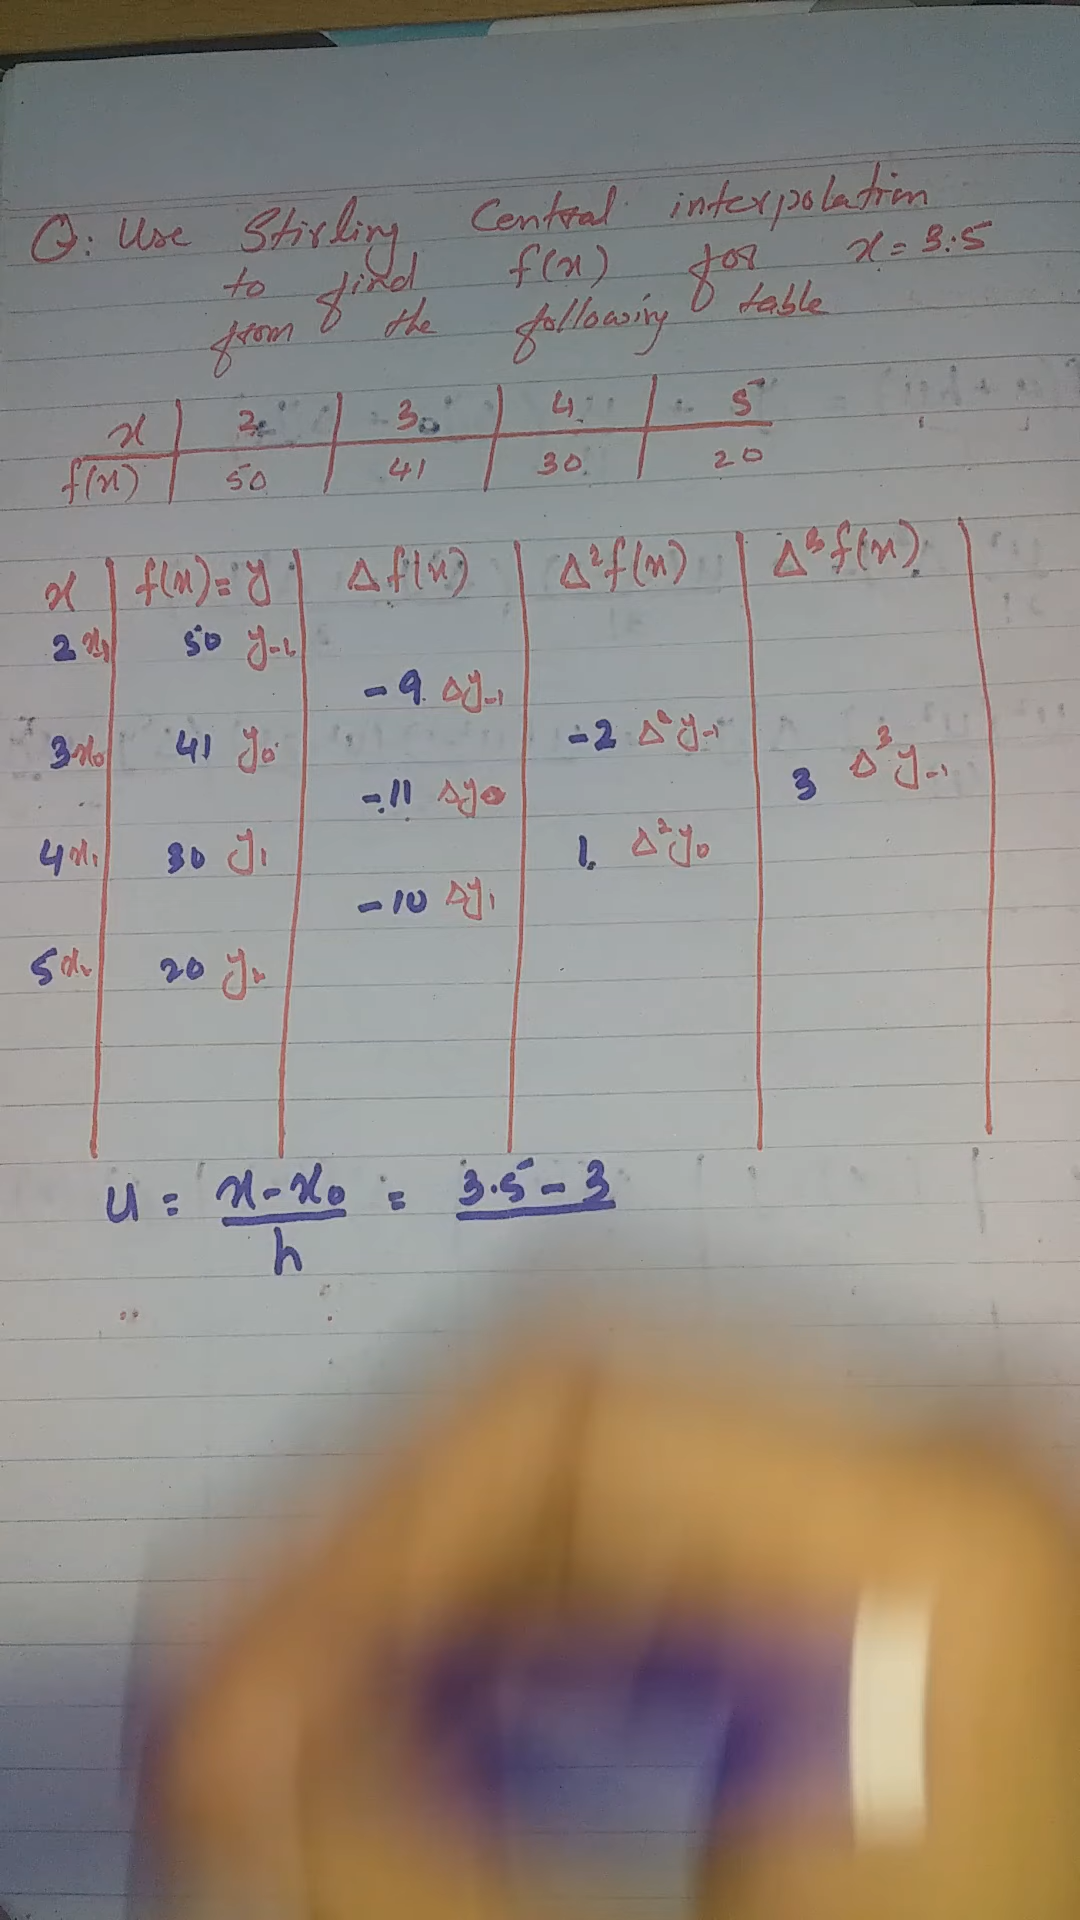 Q: Use Stirling Central interpolation
to find f(x) for x = 3.5
from the following table
x 2 3 4 5
f(x) 50 41 30 20
x f(x) = y Δf(x) Δ²f(x) Δ³f(x)
2 x₋₁ 50 y₋₁
-9 Δy₋₁
3 x₀ 41 y₀ -2 Δ²y₋₁
-11 Δy₀ 3 Δ³y₋₁
4 x₁ 30 y₁ 1 Δ²y₀
-10 Δy₁
5 x₂ 20 y₂
u = x - x₀ = 3.5 - 3
h